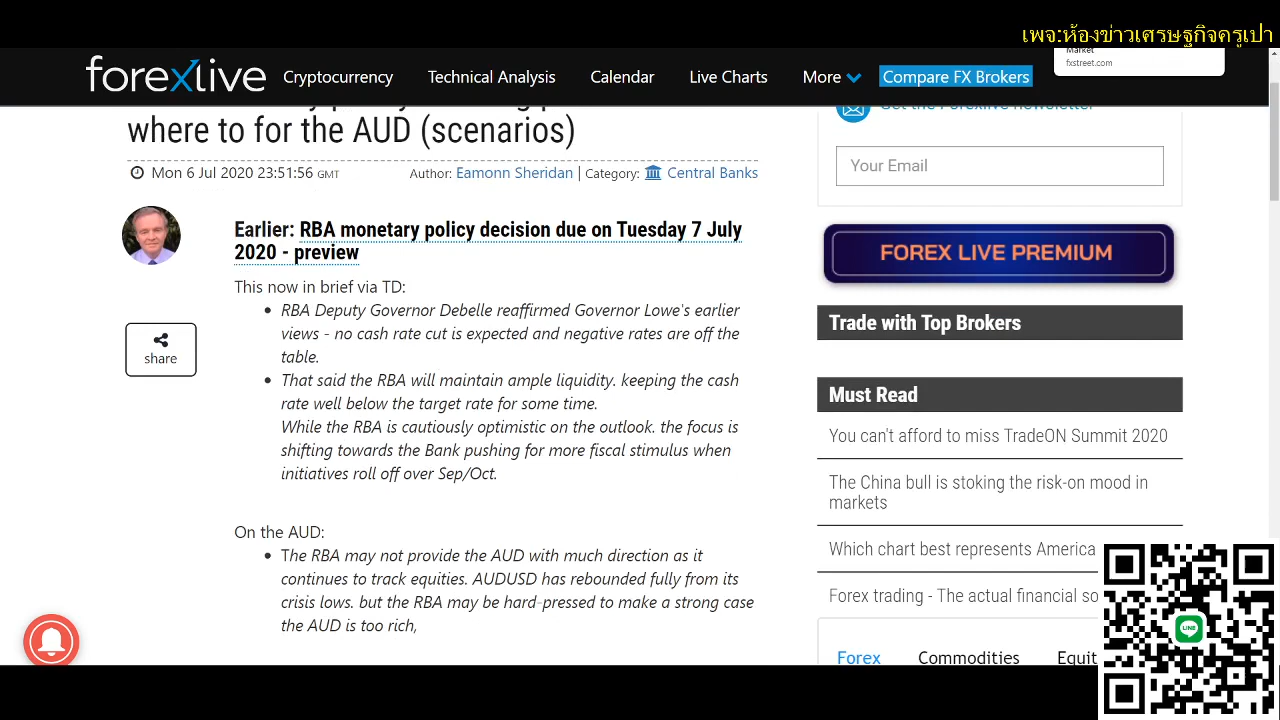 เพจ:ห้องข่าวเศรษฐกิจครูเปา
forexlive
Cryptocurrency
Technical Analysis
Calendar
Live Charts
More
Compare FX Brokers
Market
fxstreet.com
where to for the AUD (scenarios)
Mon 6 Jul 2020 23:51:56 GMT
Author: Eamonn Sheridan | Category: Central Banks
Earlier: RBA monetary policy decision due on Tuesday 7 July
2020 - preview
This now in brief via TD:
RBA Deputy Governor Debelle reaffirmed Governor Lowe's earlier
views - no cash rate cut is expected and negative rates are off the
table.
That said the RBA will maintain ample liquidity. keeping the cash
rate well below the target rate for some time.
While the RBA is cautiously optimistic on the outlook. the focus is
shifting towards the Bank pushing for more fiscal stimulus when
initiatives roll off over Sep/Oct.
share
On the AUD:
The RBA may not provide the AUD with much direction as it
continues to track equities. AUDUSD has rebounded fully from its
crisis lows. but the RBA may be hard-pressed to make a strong case
the AUD is too rich,
Get the Forexlive newsletter
Your Email
FOREX LIVE PREMIUM
Trade with Top Brokers
Must Read
You can't afford to miss TradeON Summit 2020
The China bull is stoking the risk-on mood in
markets
Which chart best represents America
Forex trading - The actual financial so
Forex
Commodities
Equit
LINE